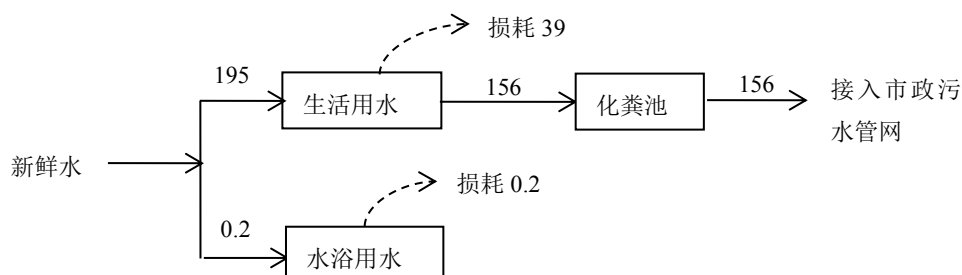 损耗 39
195
生活用水
156
化粪池
156
接入市政污
水管网
新鲜水
损耗 0.2
0.2
水浴用水